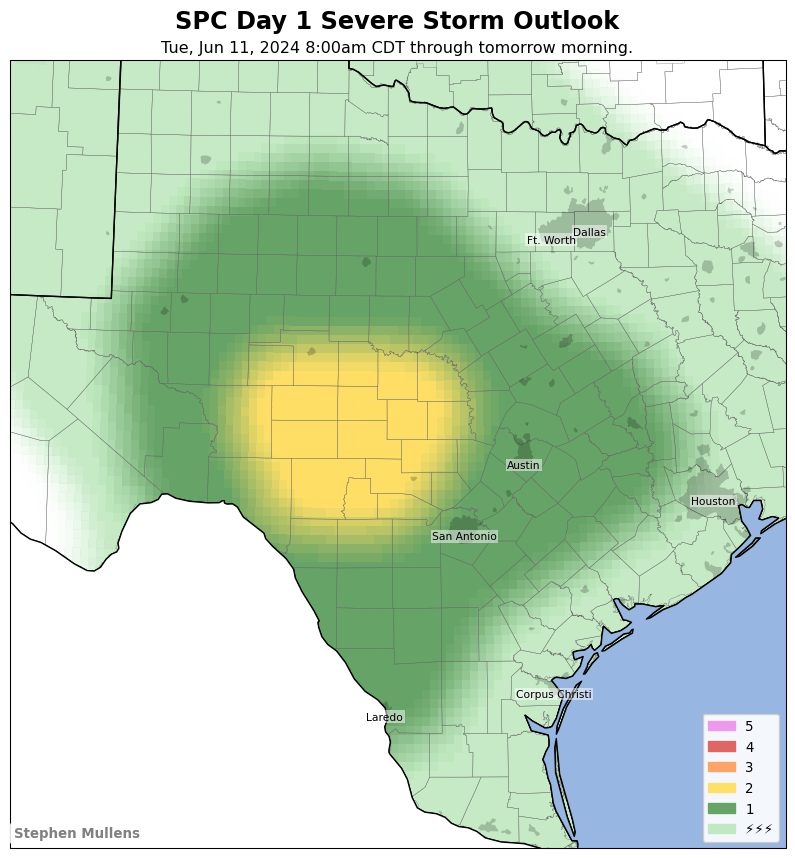 SPC Day 1 Severe Storm Outlook
Tue, Jun 11, 2024 8:00am CDT through tomorrow morning.
Dallas
Ft. Worth
Austin
Houston
San Antonio
Corpus Christi
Laredo
5
4
3
2
1
⚡⚡⚡
Stephen Mullens